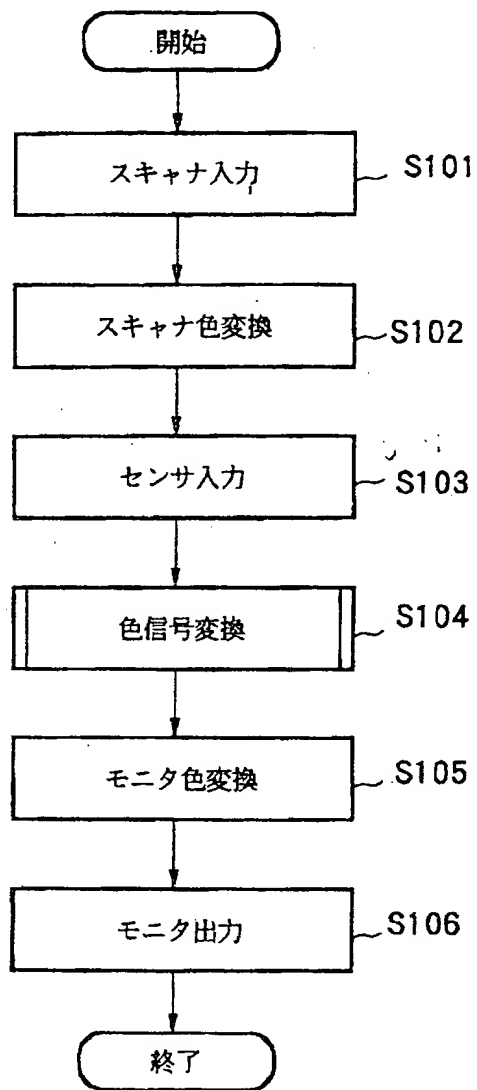 開始
スキャナ入力
S101
スキャナ色変換
S102
センサ入力
S103
色信号変換
S104
モニタ色変換
S105
モニタ出力
S106
終了